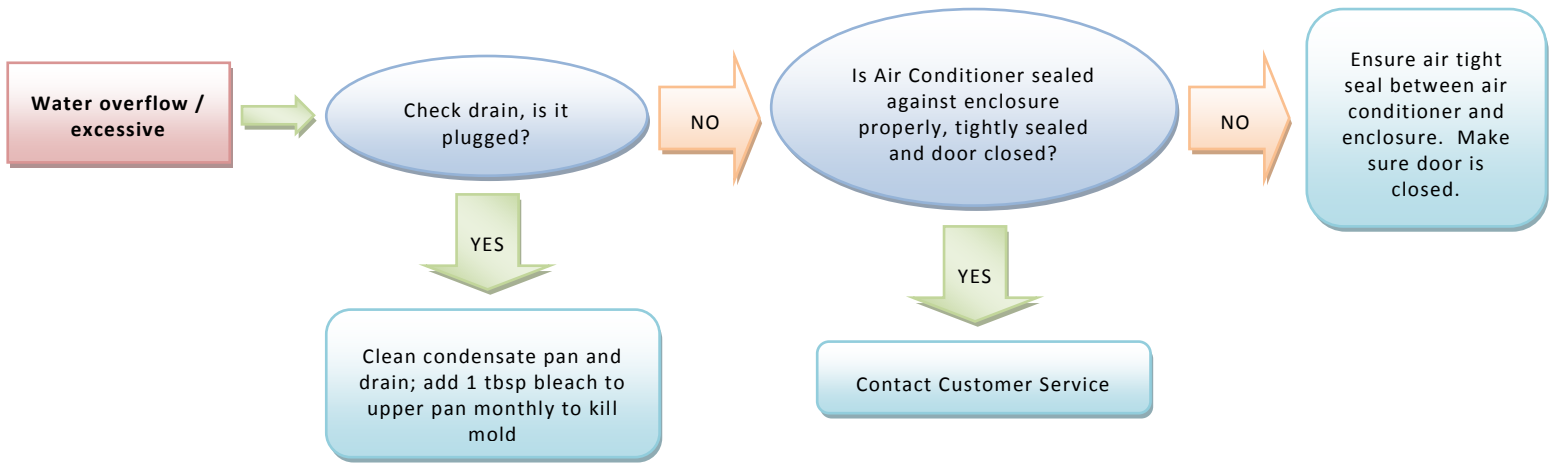 Water overflow /
excessive
Check drain, is it
plugged?
NO
Is Air Conditioner sealed
against enclosure
properly, tightly sealed
and door closed?
NO
Ensure air tight
seal between air
conditioner and
enclosure.  Make
sure door is
closed.
YES
Clean condensate pan and
drain; add 1 tbsp bleach to
upper pan monthly to kill
mold
YES
Contact Customer Service